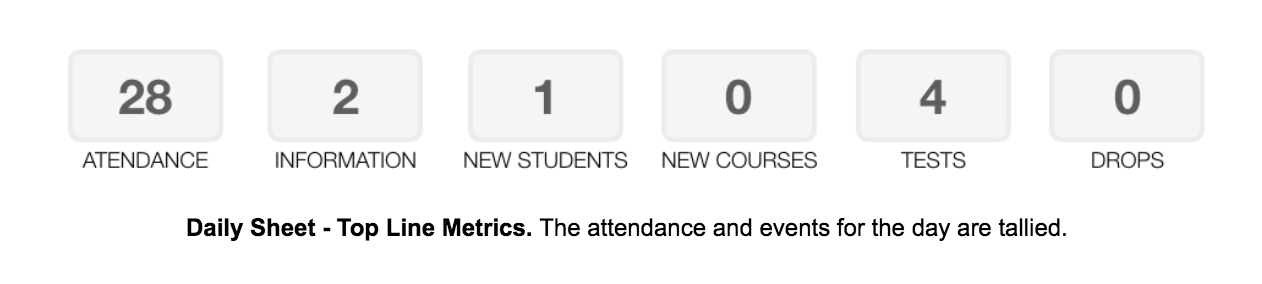 28 2 1 0 4 0
ATENDANCE INFORMATION NEW STUDENTS NEW COURSES TESTS DROPS
Daily Sheet - Top Line Metrics. The attendance and events for the day are tallied.